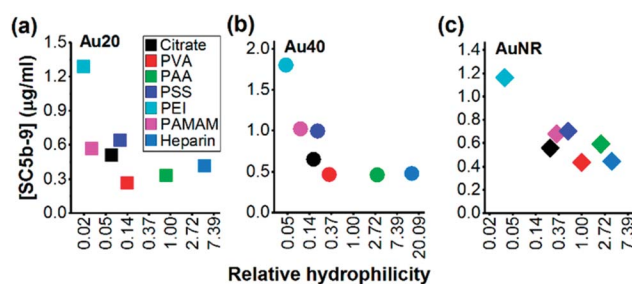 (a)
Au20
Citrate
PVA
PAA
PSS
PEI
PAMAM
Heparin
[SC5b-9] (μg/ml)
1.5
1.2
0.9
0.6
0.3
0.0
0.02 0.05 0.14 0.37 1.00 2.72 7.39
(b)
Au40
2.0
1.5
1.0
0.5
0.0
0.05 0.14 0.37 1.00 2.72 7.39 20.09
(c)
AuNR
1.4
1.2
1.0
0.8
0.6
0.4
0.2
0.0
0.02 0.05 0.14 0.37 1.00 2.72 7.39
Relative hydrophilicity